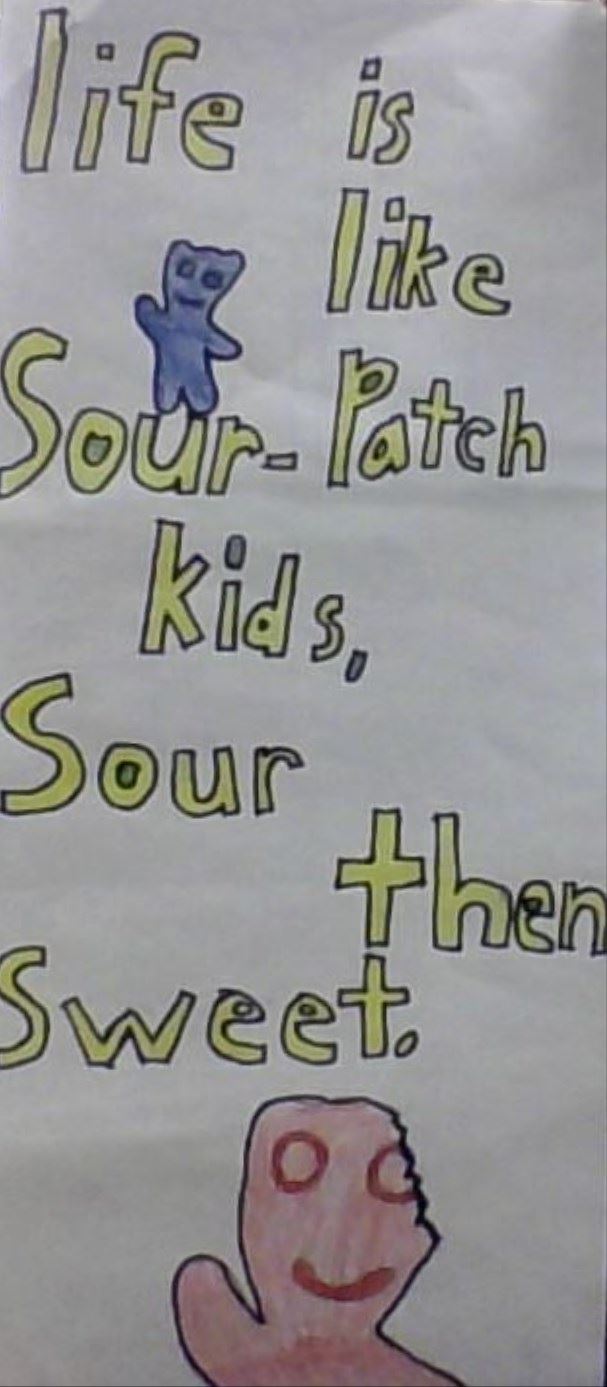 life is
like
Sour-Patch
kids,
Sour
then
Sweet.